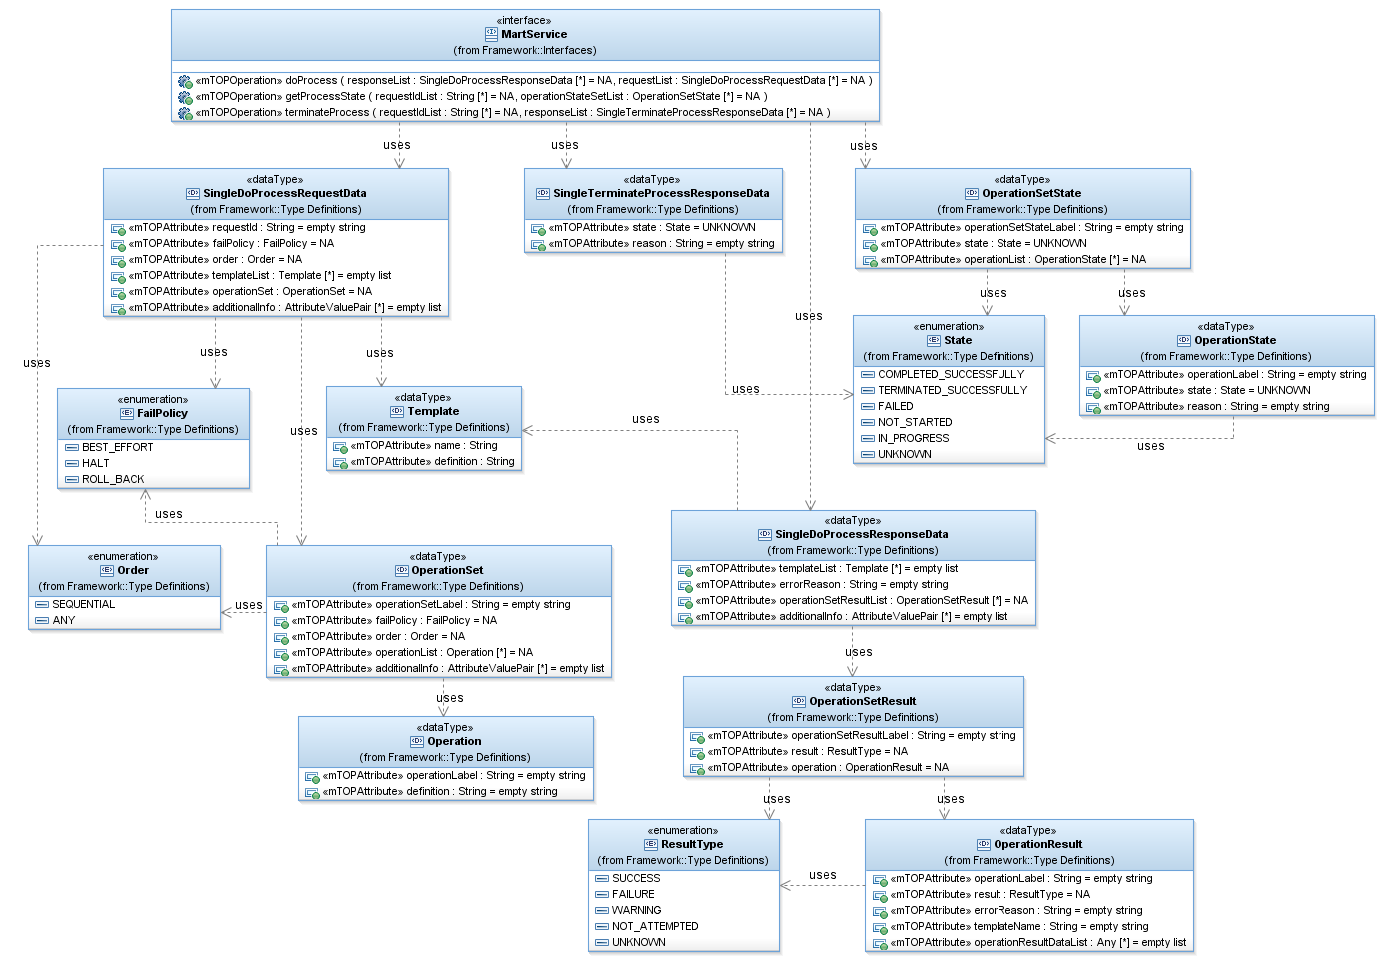 «interface»
MartService
(from Framework::Interfaces)
«mTOPOperation» doProcess ( responseList : SingleDoProcessResponseData [*] = NA, requestList : SingleDoProcessRequestData [*] = NA )
«mTOPOperation» getProcessState ( requestIdList : String [*] = NA, operationStateSetList : OperationSetState [*] = NA )
«mTOPOperation» terminateProcess ( requestIdList : String [*] = NA, responseList : SingleTerminateProcessResponseData [*] = NA )
uses
uses
uses
«dataType»
SingleDoProcessRequestData
(from Framework::Type Definitions)
«mTOPAttribute» requestId : String = empty string
«mTOPAttribute» failPolicy : FailPolicy = NA
«mTOPAttribute» order : Order = NA
«mTOPAttribute» templateList : Template [*] = empty list
«mTOPAttribute» operationSet : OperationSet = NA
«mTOPAttribute» additionalInfo : AttributeValuePair [*] = empty list
«dataType»
SingleTerminateProcessResponseData
(from Framework::Type Definitions)
«mTOPAttribute» state : State = UNKNOWN
«mTOPAttribute» reason : String = empty string
«dataType»
OperationSetState
(from Framework::Type Definitions)
«mTOPAttribute» operationSetStateLabel : String = empty string
«mTOPAttribute» state : State = UNKNOWN
«mTOPAttribute» operationList : OperationState [*] = NA
uses
uses
uses
uses
uses
uses
«enumeration»
State
(from Framework::Type Definitions)
COMPLETED_SUCCESSFULLY
TERMINATED_SUCCESSFULLY
FAILED
NOT_STARTED
IN_PROGRESS
UNKNOWN
«dataType»
OperationState
(from Framework::Type Definitions)
«mTOPAttribute» operationLabel : String = empty string
«mTOPAttribute» state : State = UNKNOWN
«mTOPAttribute» reason : String = empty string
uses
uses
uses
uses
«enumeration»
FailPolicy
(from Framework::Type Definitions)
BEST_EFFORT
HALT
ROLL_BACK
«dataType»
Template
(from Framework::Type Definitions)
«mTOPAttribute» name : String
«mTOPAttribute» definition : String
uses
uses
«enumeration»
Order
(from Framework::Type Definitions)
SEQUENTIAL
ANY
uses
«dataType»
OperationSet
(from Framework::Type Definitions)
«mTOPAttribute» operationSetLabel : String = empty string
«mTOPAttribute» failPolicy : FailPolicy = NA
«mTOPAttribute» order : Order = NA
«mTOPAttribute» operationList : Operation [*] = NA
«mTOPAttribute» additionalInfo : AttributeValuePair [*] = empty list
«dataType»
SingleDoProcessResponseData
(from Framework::Type Definitions)
«mTOPAttribute» templateList : Template [*] = empty list
«mTOPAttribute» errorReason : String = empty string
«mTOPAttribute» operationSetResultList : OperationSetResult [*] = NA
«mTOPAttribute» additionalInfo : AttributeValuePair [*] = empty list
uses
uses
«dataType»
Operation
(from Framework::Type Definitions)
«mTOPAttribute» operationLabel : String = empty string
«mTOPAttribute» definition : String = empty string
«dataType»
OperationSetResult
(from Framework::Type Definitions)
«mTOPAttribute» operationSetResultLabel : String = empty string
«mTOPAttribute» result : ResultType = NA
«mTOPAttribute» operation : OperationResult = NA
uses
uses
«enumeration»
ResultType
(from Framework::Type Definitions)
SUCCESS
FAILURE
WARNING
NOT_ATTEMPTED
UNKNOWN
uses
«dataType»
OperationResult
(from Framework::Type Definitions)
«mTOPAttribute» operationLabel : String = empty string
«mTOPAttribute» result : ResultType = NA
«mTOPAttribute» errorReason : String = empty string
«mTOPAttribute» templateName : String = empty string
«mTOPAttribute» operationResultDataList : Any [*] = empty list